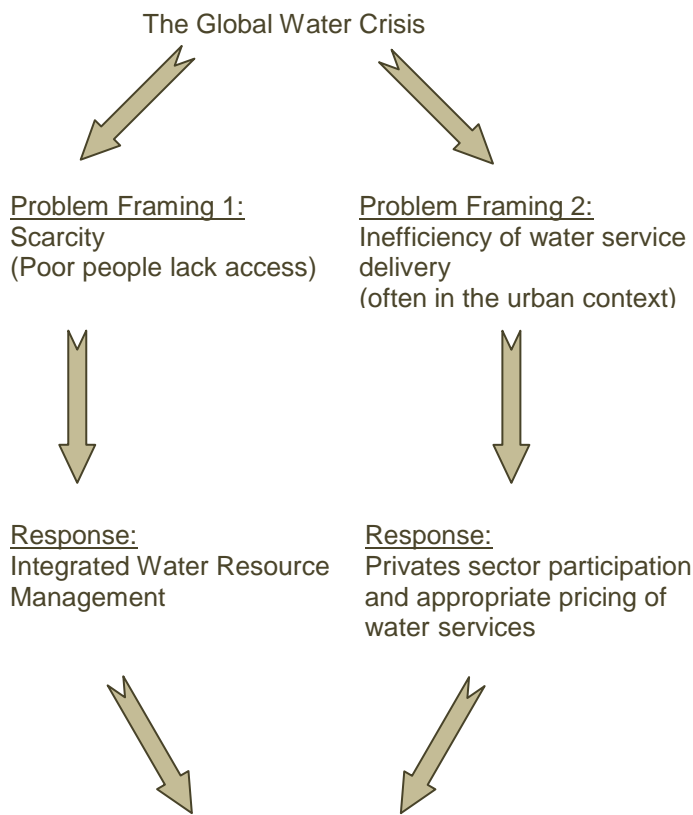 The Global Water Crisis
Problem Framing 1:
Scarcity
(Poor people lack access)
Problem Framing 2:
Inefficiency of water service
delivery
(often in the urban context)
Response:
Integrated Water Resource
Management
Response:
Privates sector participation
and appropriate pricing of
water services